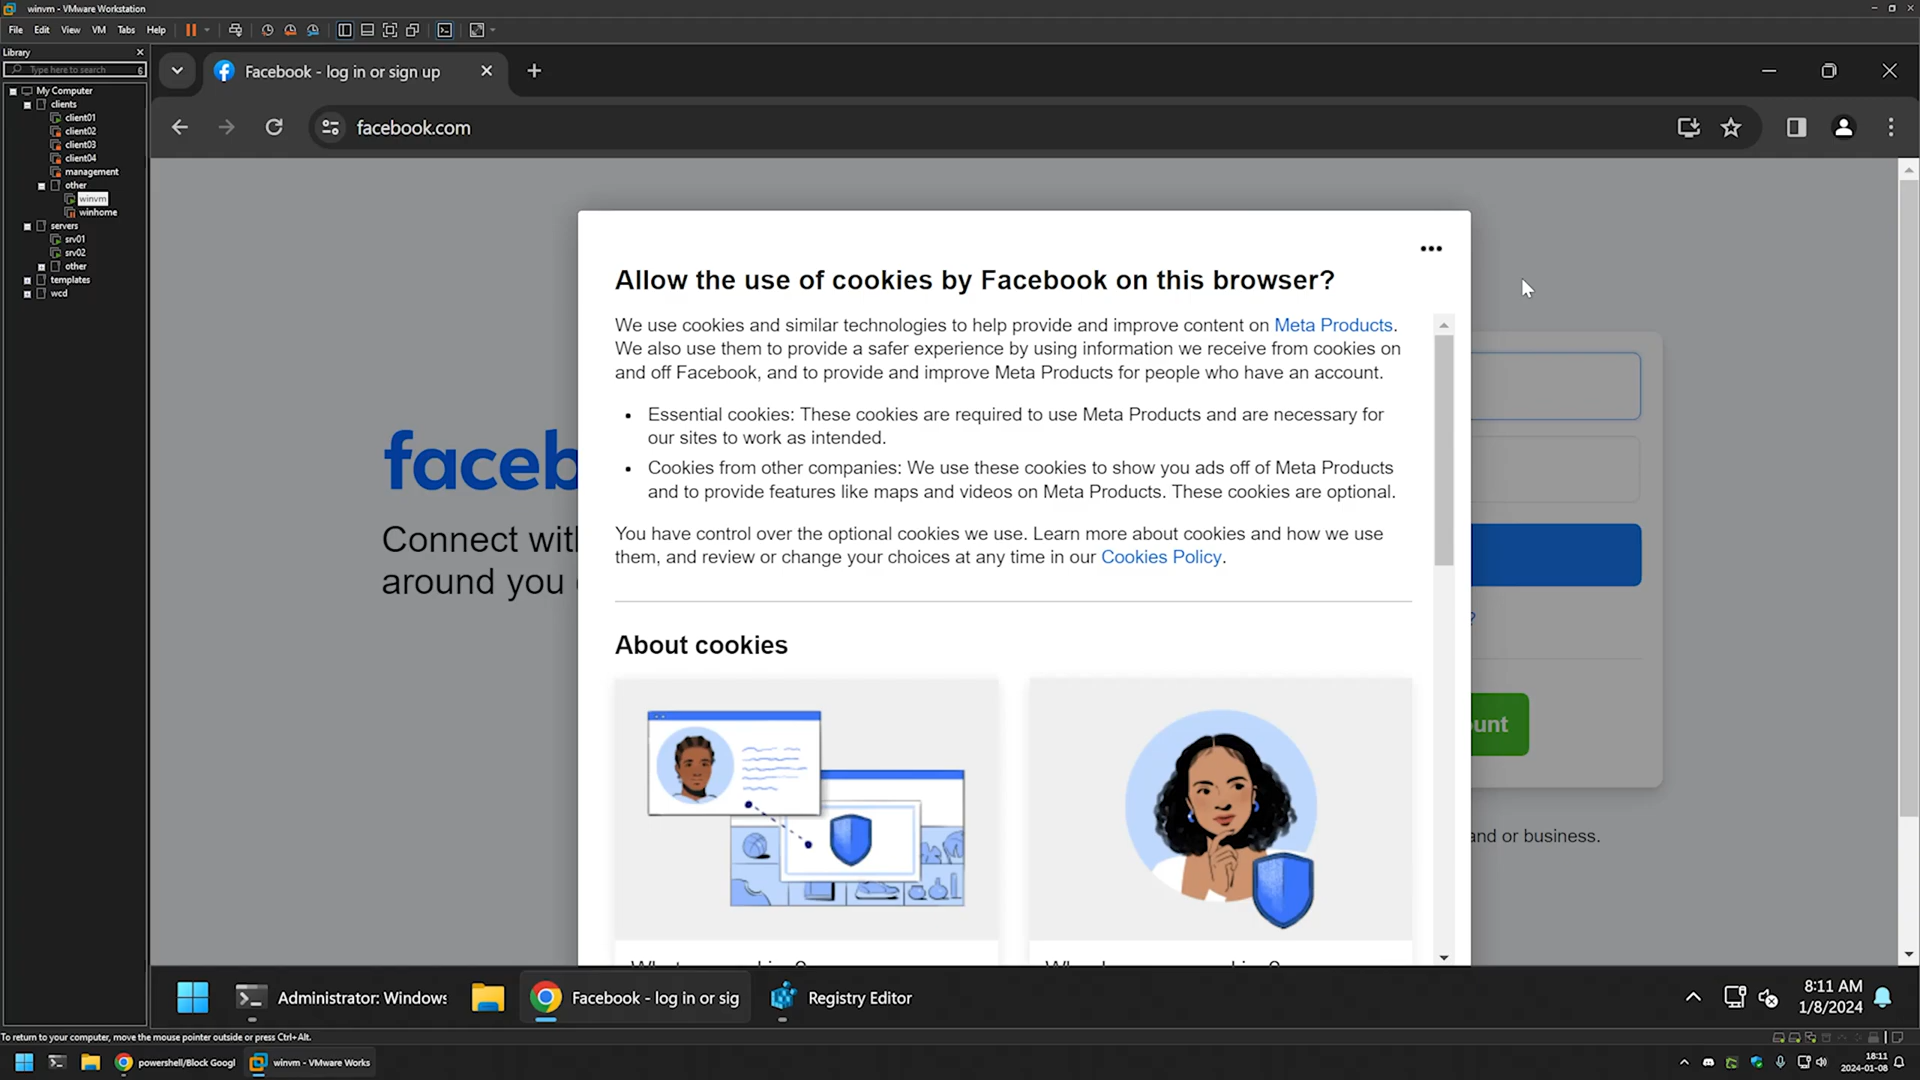 winvm - VMware Workstation
File Edit View VM Tabs Help
Library
Type here to search
My Computer
clients
client01
client02
client03
client04
management
other
winvm
winhome
servers
srv01
srv02
other
templates
wcd
Facebook - log in or sign up
facebook.com
Allow the use of cookies by Facebook on this browser?
We use cookies and similar technologies to help provide and improve content on Meta Products.
We also use them to provide a safer experience by using information we receive from cookies on
and off Facebook, and to provide and improve Meta Products for people who have an account.
• Essential cookies: These cookies are required to use Meta Products and are necessary for
our sites to work as intended.
• Cookies from other companies: We use these cookies to show you ads off of Meta Products
and to provide features like maps and videos on Meta Products. These cookies are optional.
You have control over the optional cookies we use. Learn more about cookies and how we use
them, and review or change your choices at any time in our Cookies Policy.
About cookies
faceb
Connect with
around you
?
unt
and or business.
Administrator: Windows
Facebook - log in or sig
Registry Editor
8:11 AM
1/8/2024
To return to your computer, move the mouse pointer outside or press Ctrl+Alt.
powershell/Block Googl
winvm - VMware Works
18:11
2024-01-08